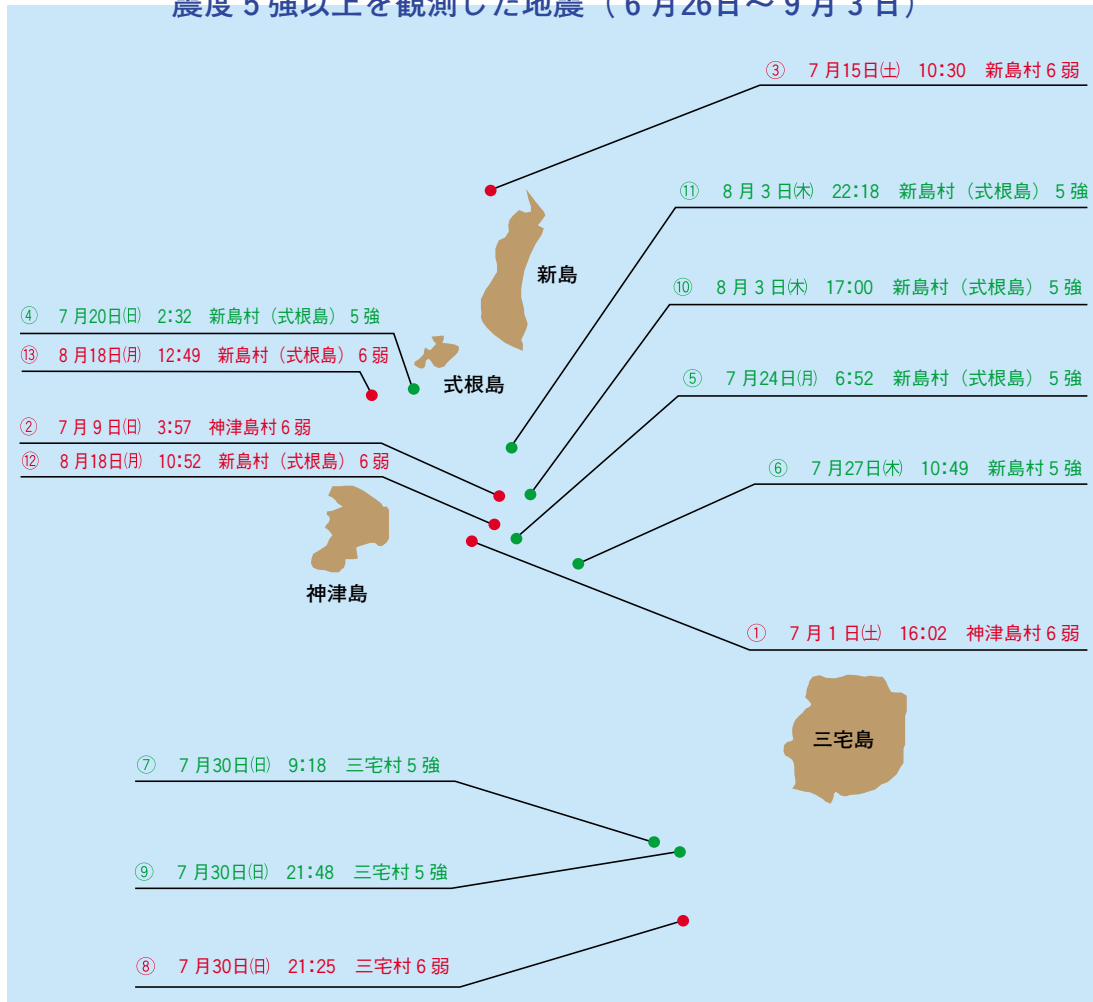 震度5強以上を観測した地震(6月26日〜9月3日)
③ 7月15日㈯ 10:30 新島村6弱
⑪ 8月3日㈭ 22:18 新島村(式根島)5強
新島
⑩ 8月3日㈭ 17:00 新島村(式根島)5強
④ 7月20日㈰ 2:32 新島村(式根島)5強
⑬ 8月18日㈪ 12:49 新島村(式根島)6弱
式根島
⑤ 7月24日㈪ 6:52 新島村(式根島)5強
② 7月9日㈰ 3:57 神津島村6弱
⑫ 8月18日㈪ 10:52 新島村(式根島)6弱
⑥ 7月27日㈭ 10:49 新島村5強
神津島
① 7月1日㈯ 16:02 神津島村6弱
三宅島
⑦ 7月30日㈰ 9:18 三宅村5強
⑨ 7月30日㈰ 21:48 三宅村5強
⑧ 7月30日㈰ 21:25 三宅村6弱